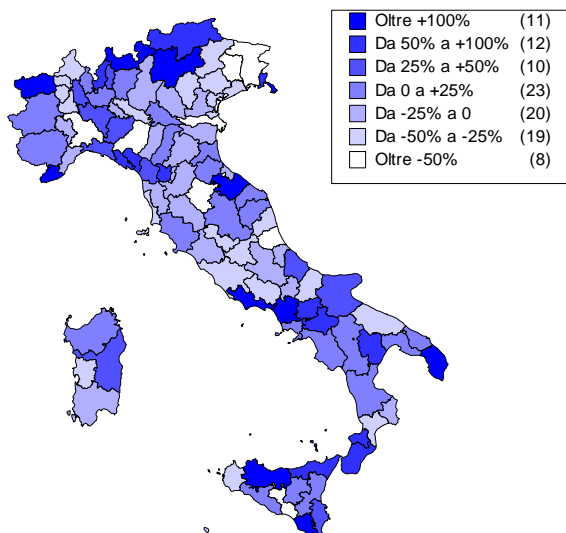 Oltre +100% (11)
Da 50% a +100% (12)
Da 25% a +50% (10)
Da 0 a +25% (23)
Da -25% a 0 (20)
Da -50% a -25% (19)
Oltre -50% (8)